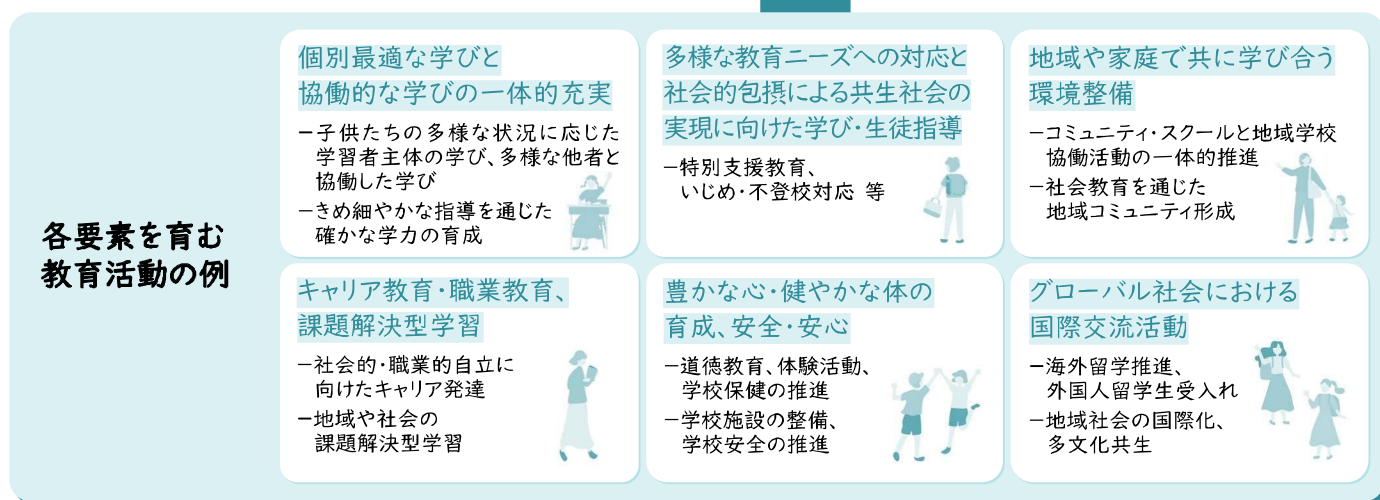 各要素を育む
教育活動の例
個別最適な学びと
協働的な学びの一体的充実
－子供たちの多様な状況に応じた
学習者主体の学び、多様な他者と
協働した学び
－きめ細やかな指導を通じた
確かな学力の育成
多様な教育ニーズへの対応と
社会的包摂による共生社会の
実現に向けた学び・生徒指導
－特別支援教育、
いじめ・不登校対応 等
地域や家庭で共に学び合う
環境整備
－コミュニティ・スクールと地域学校
協働活動の一体的推進
－社会教育を通じた
地域コミュニティ形成
キャリア教育・職業教育、
課題解決型学習
－社会的・職業的自立に
向けたキャリア発達
－地域や社会の
課題解決型学習
豊かな心・健やかな体の
育成、安全・安心
－道徳教育、体験活動、
学校保健の推進
－学校施設の整備、
学校安全の推進
グローバル社会における
国際交流活動
－海外留学推進、
外国人留学生受入れ
－地域社会の国際化、
多文化共生